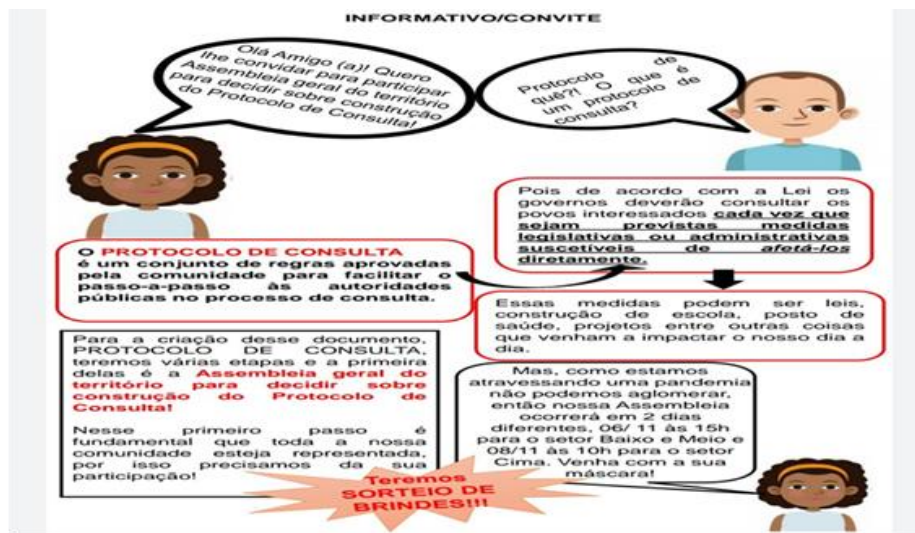 INFORMATIVO/CONVITE
Olá Amigo (a)! Quero
lhe convidar para participar
Assembleia geral do território
para decidir sobre construção
do Protocolo de Consulta!
Protocolo de
quê?! O que é
um protocolo de
consulta?
O PROTOCOLO DE CONSULTA
é um conjunto de regras aprovadas
pela comunidade para facilitar o
passo-a-passo às autoridades
públicas no processo de consulta.
Pois de acordo com a Lei os
governos deverão consultar os
povos interessados cada vez que
sejam previstas medidas
legislativas ou administrativas
suscetíveis de afetá-los
diretamente.
Essas medidas podem ser leis,
construção de escola, posto de
saúde, projetos entre outras coisas
que venham a impactar o nosso dia a
dia.
Para a criação desse documento,
PROTOCOLO DE CONSULTA,
teremos várias etapas e a primeira
delas é a Assembleia geral do
território para decidir sobre
construção do Protocolo de
Consulta!
Nesse primeiro passo é
fundamental que toda a nossa
comunidade esteja representada,
por isso precisamos da sua
participação!
Mas, como estamos
atravessando uma pandemia
não podemos aglomerar,
então nossa Assembleia
ocorrerá em 2 dias
diferentes, 06/ 11 às 15h
para o setor Baixo e Meio e
08/11 às 10h para o setor
Cima. Venha com a sua
máscara!
Teremos
SORTEIO DE
BRINDES!!!